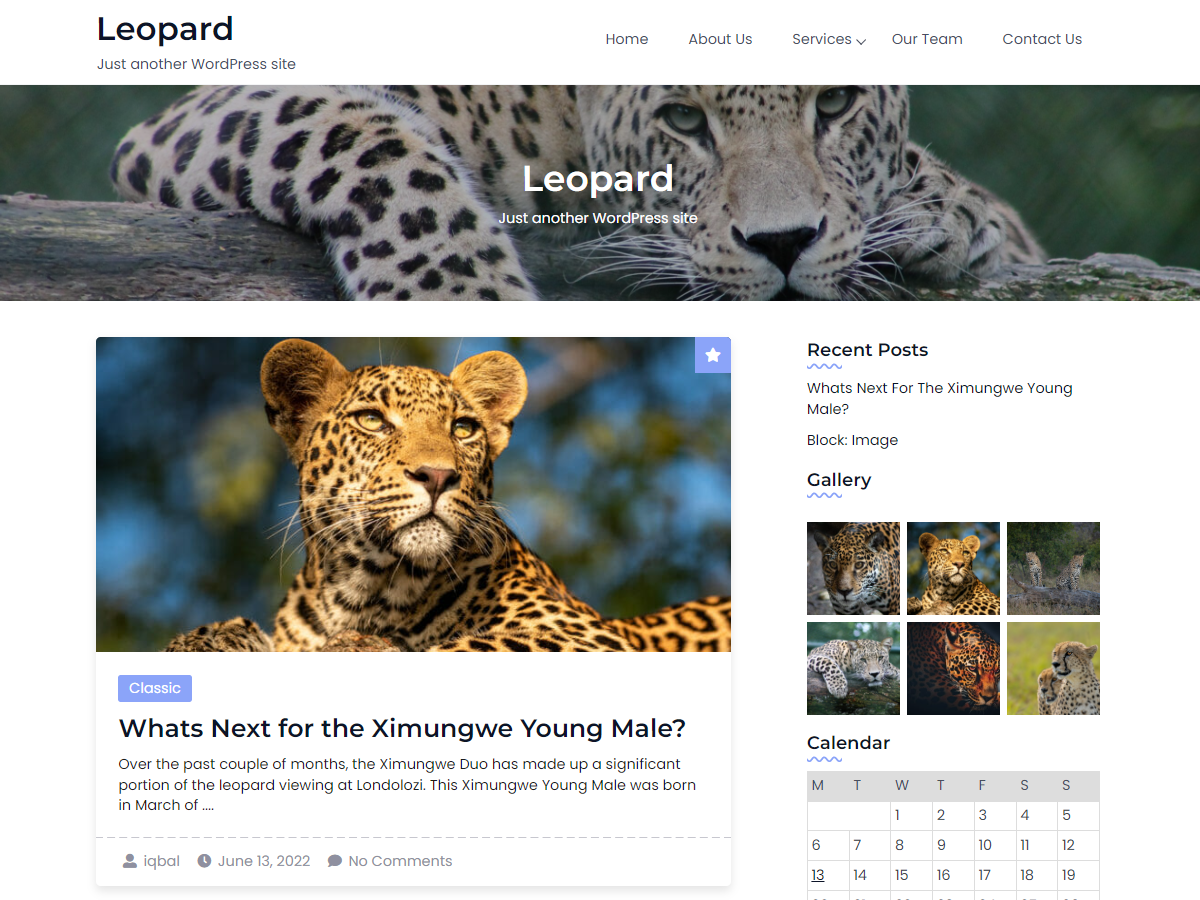 Leopard
Just another WordPress site
Home About Us Services Our Team Contact Us
Leopard
Just another WordPress site
Classic
Whats Next for the Ximungwe Young Male?
Over the past couple of months, the Ximungwe Duo has made up a significant
portion of the leopard viewing at Londolozi. This Ximungwe Young Male was born
in March of ....
iqbal June 13, 2022 No Comments
Recent Posts
Whats Next For The Ximungwe Young
Male?
Block: Image
Gallery
Calendar
M T W T F S S
1 2 3 4 5
6 7 8 9 10 11 12
13 14 15 16 17 18 19